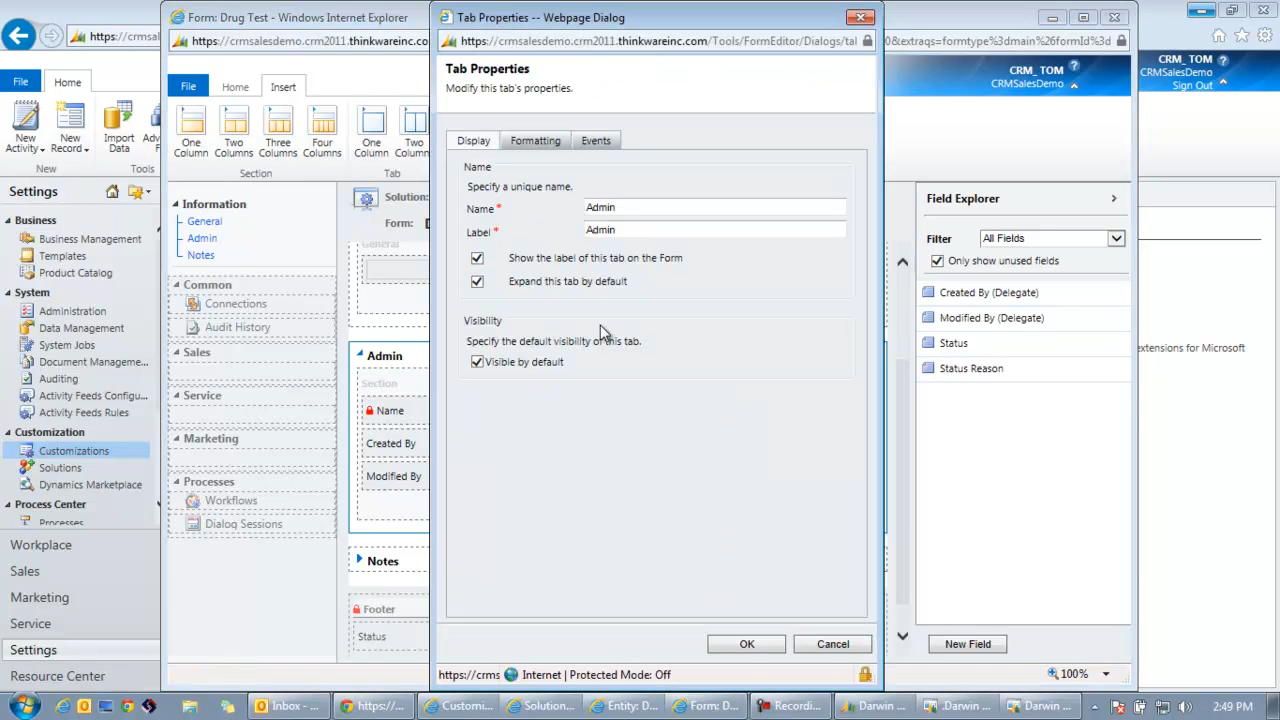 Form: Drug Test - Windows Internet Explorer
Tab Properties -- Webpage Dialog
https://crmsa
https://crmsalesdemo.crm2011.thinkwareinc.com
https://crmsalesdemo.crm2011.thinkwareinc.com/Tools/FormEditor/Dialogs/tal
0&extraqs=formtype%3dmain%26formId%3d
File
Home
File
Home
Insert
Tab Properties
Modify this tab's properties.
CRM_TOM
CRMSalesDemo
CRM_TOM
CRMSalesDemo
Sign Out
New Activity
New Record
Import Data
New
Tools
One Column
Two Columns
Three Columns
Four Columns
One Column
Section
Tab
Display
Formatting
Events
Name
Specify a unique name.
Name * Admin
Label * Admin
Show the label of this tab on the Form
Expand this tab by default
Visibility
Specify the default visibility of this tab.
Visible by default
OK
Cancel
https://crms
Internet | Protected Mode: Off
Settings
Business
Business Management
Templates
Product Catalog
System
Administration
Data Management
System Jobs
Document Manageme...
Auditing
Activity Feeds Configu...
Activity Feeds Rules
Customization
Customizations
Solutions
Dynamics Marketplace
Process Center
Processes
Workplace
Sales
Marketing
Service
Settings
Resource Center
Information
General
Admin
Notes
Common
Connections
Audit History
Sales
Service
Marketing
Processes
Workflows
Dialog Sessions
Solution:
Form:
General
Admin
Section
Name
Created By
Modified By
Notes
Footer
Status
Field Explorer
Filter
All Fields
Only show unused fields
Created By (Delegate)
Modified By (Delegate)
Status
Status Reason
New Field
100%
extensions for Microsoft
Inbox -...
https://...
Customi...
Solution...
Entity: D...
Form: D...
Recordi...
Darwin ...
.Darwin ...
Darwin ...
2:49 PM